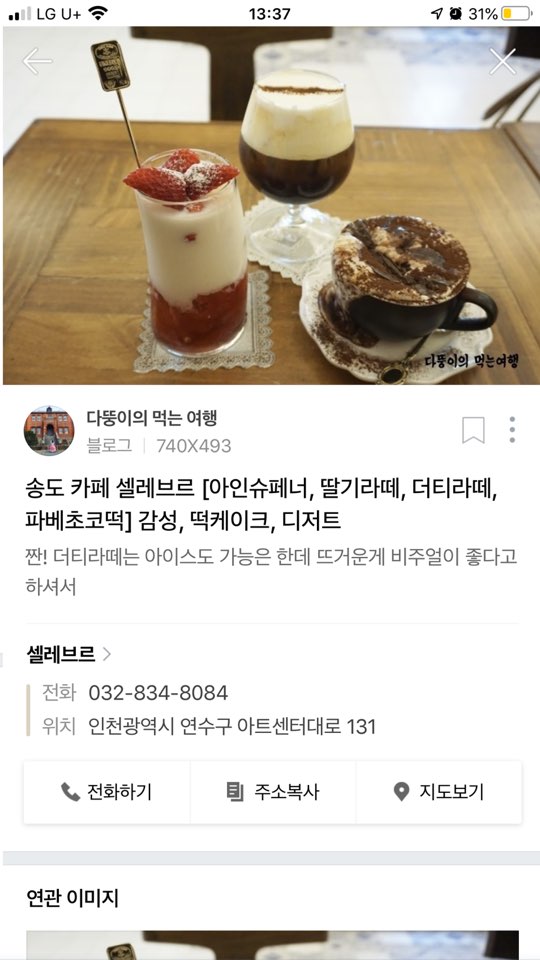 LG U+ 13:37 31%
다뚱이의 먹는여행
다뚱이의 먹는 여행
블로그 740X493
송도 카페 셀레브르 [아인슈페너, 딸기라떼, 더티라떼,
파베초코떡] 감성, 떡케이크, 디저트
짠! 더티라떼는 아이스도 가능은 한데 뜨거운게 비주얼이 좋다고
하셔서
셀레브르
전화 032-834-8084
위치 인천광역시 연수구 아트센터대로 131
전화하기 주소복사 지도보기
연관 이미지